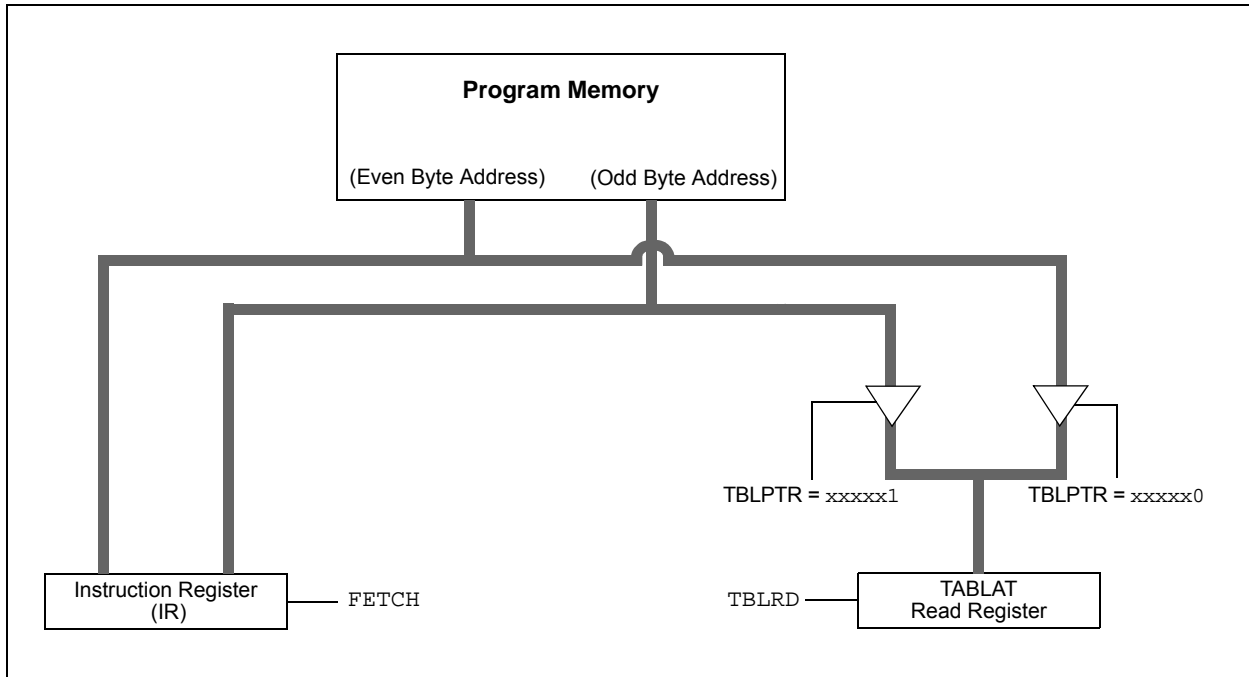 Program Memory
(Even Byte Address)
(Odd Byte Address)
TBLPTR = xxxxx1
TBLPTR = xxxxx0
Instruction Register
(IR)
FETCH
TBLRD
TABLAT
Read Register